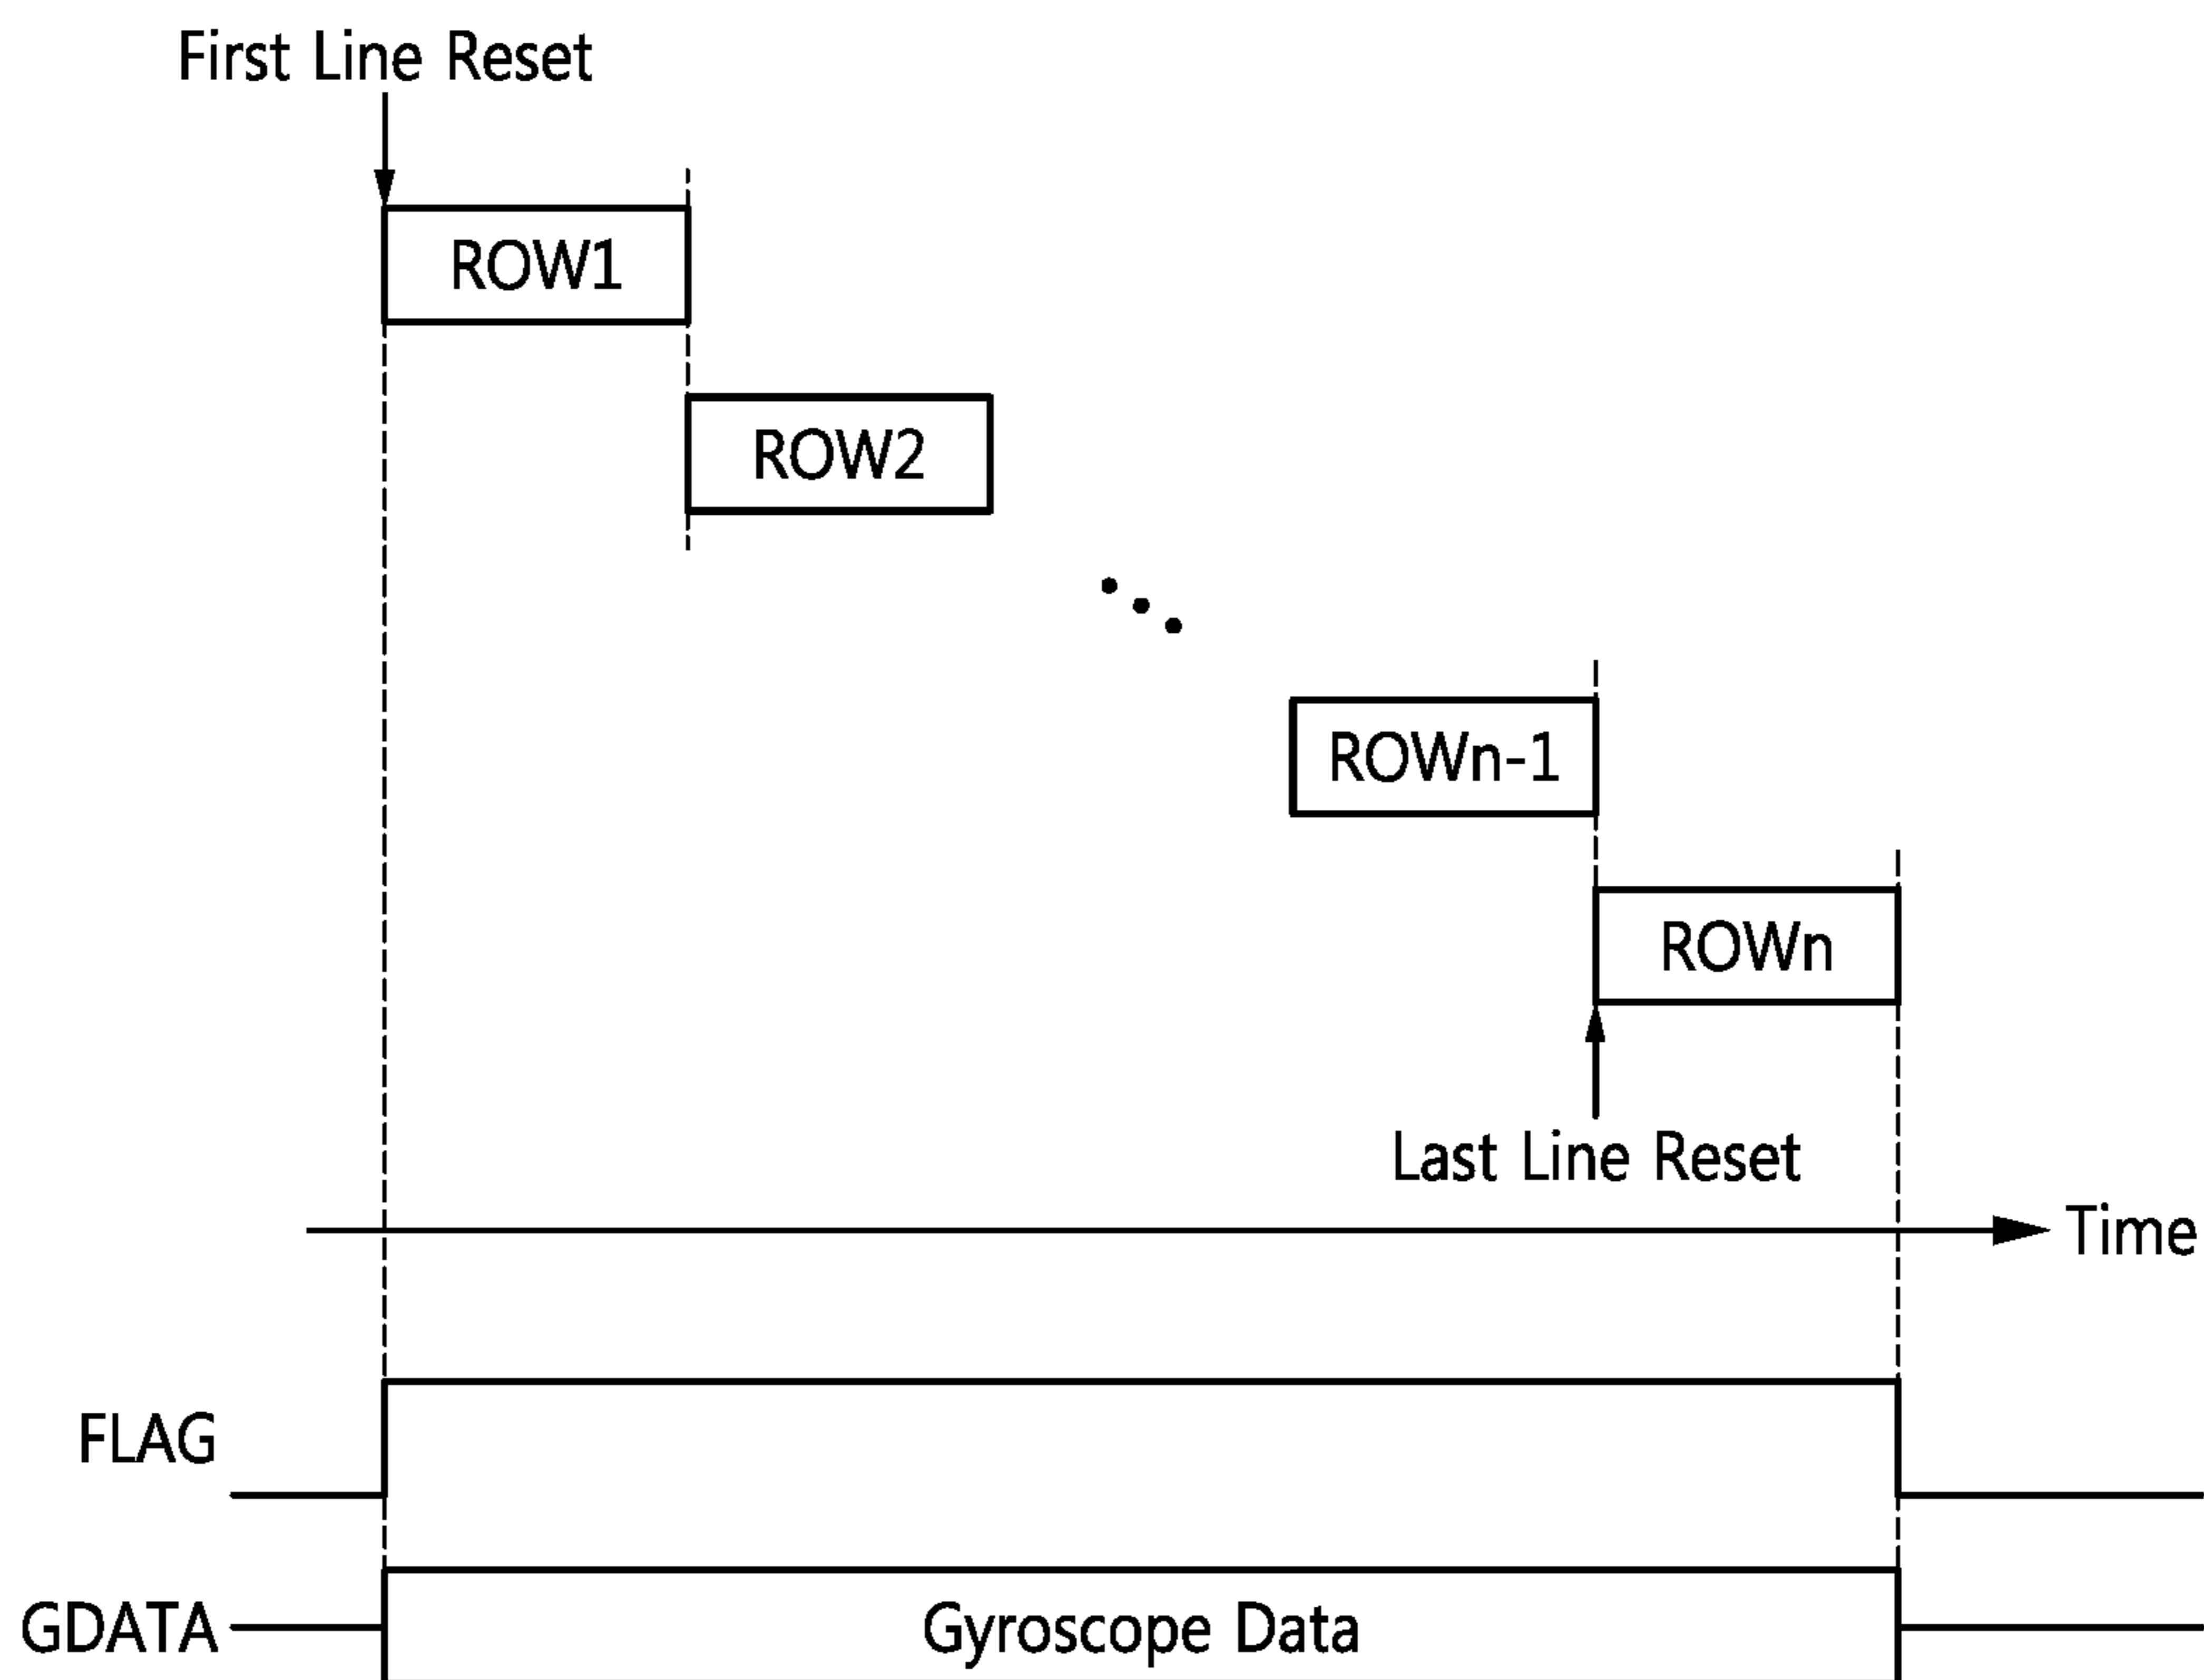 First Line Reset
ROW1
ROW2
ROWn-1
ROWn
Last Line Reset
Time
FLAG
GDATA
Gyroscope Data